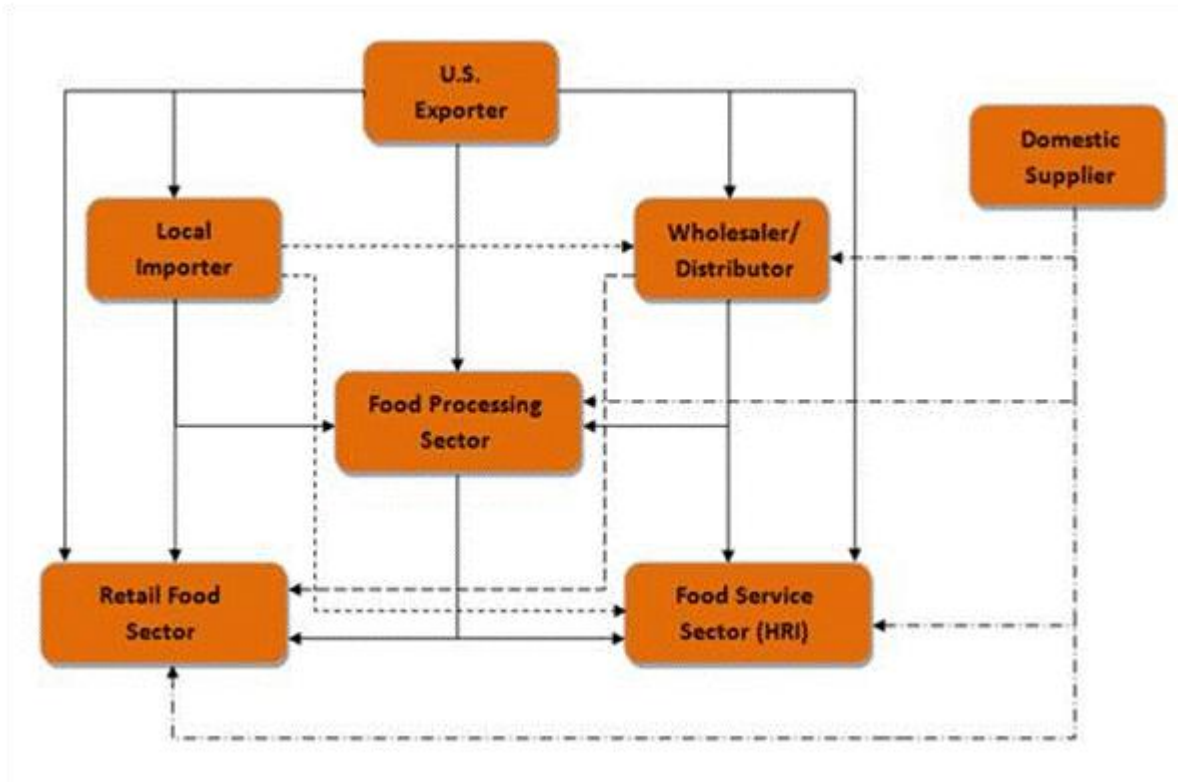 U.S.
Exporter
Domestic
Supplier
Local
Importer
Wholesaler/
Distributor
Food Processing
Sector
Retail Food
Sector
Food Service
Sector (HRI)